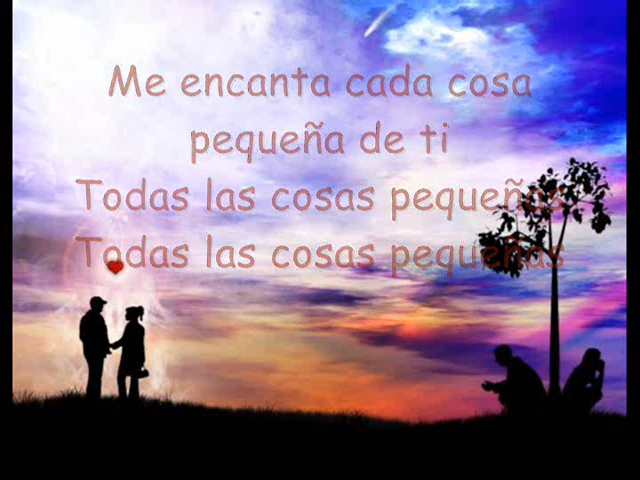 Me encanta cada cosa
pequeña de ti
Todas las cosas pequeñas
Todas las cosas pequeñas